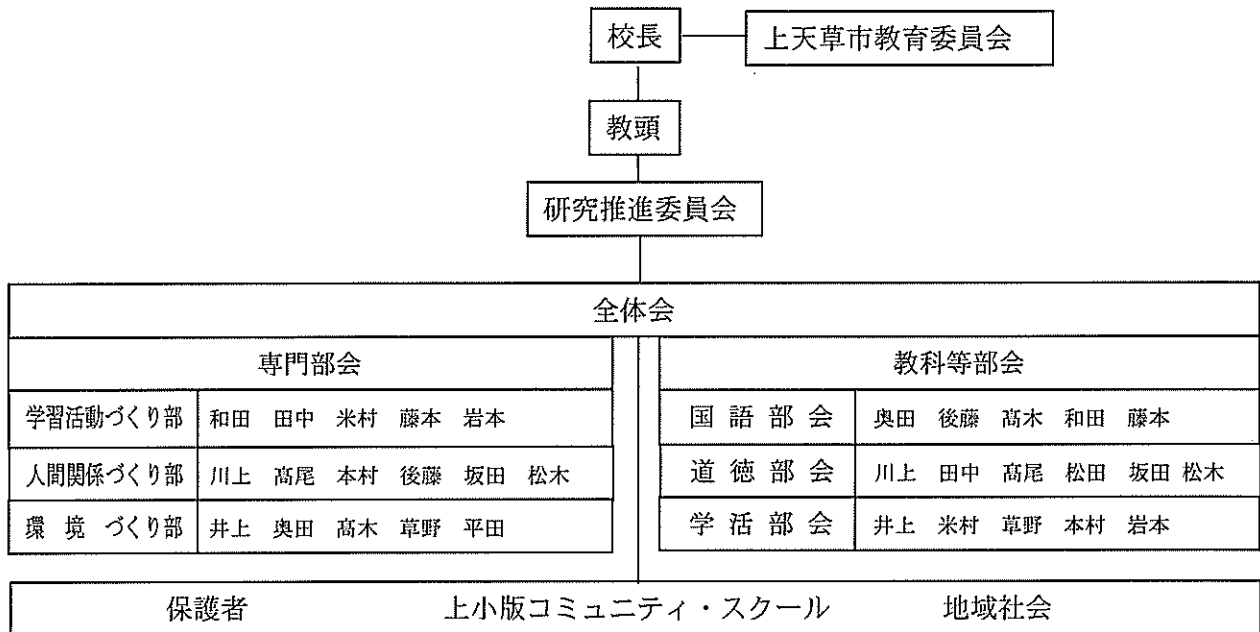 校長 上天草市教育委員会
教頭
研究推進委員会
全体会
専門部会
学習活動づくり部 和田 田中 米村 藤本 岩本
人間関係づくり部 川上 髙尾 本村 後藤 坂田 松木
環境づくり部 井上 奥田 髙木 草野 平田
教科等部会
国語部会 奥田 後藤 髙木 和田 藤本
道徳部会 川上 田中 髙尾 松田 坂田 松木
学活部会 井上 米村 草野 本村 岩本
保護者 上小版コミュニティ・スクール 地域社会